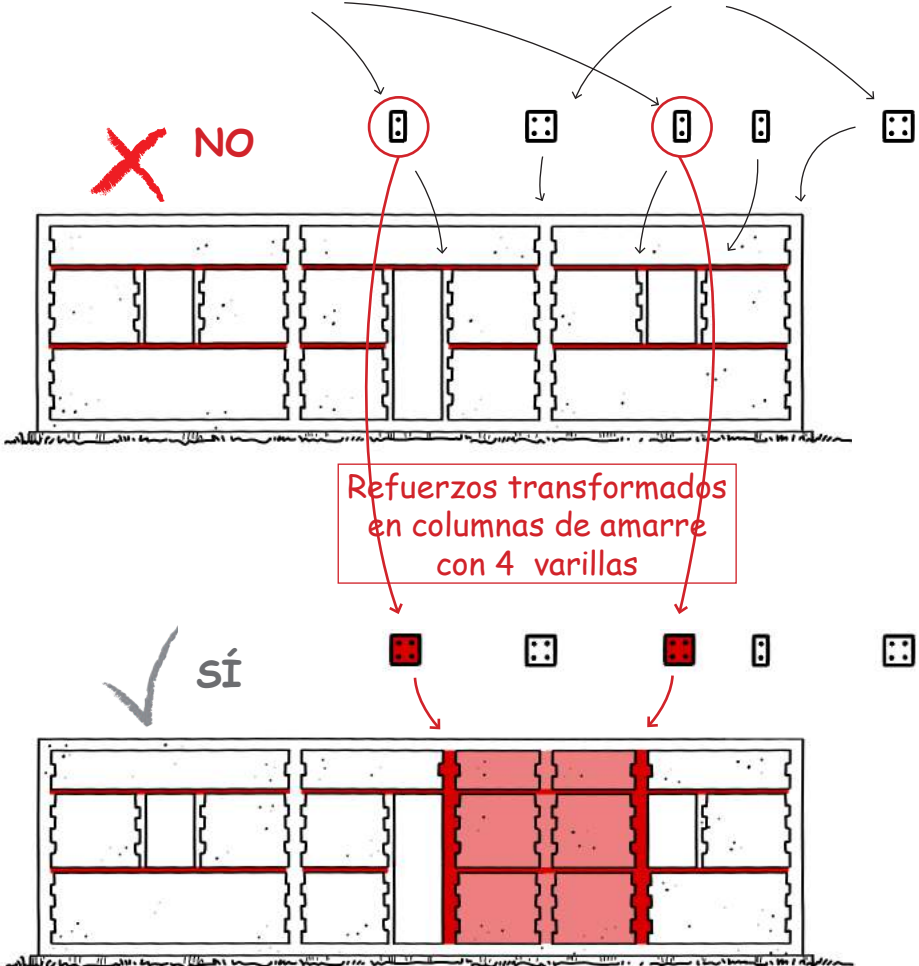 NO
Refuerzos transformados
en columnas de amarre
con 4 varillas
SÍ